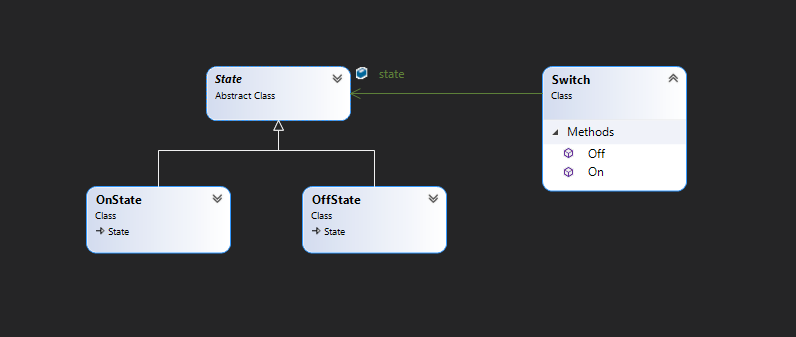 State
Abstract Class
state
Switch
Class
Methods
Off
On
OnState
Class
State
OffState
Class
State